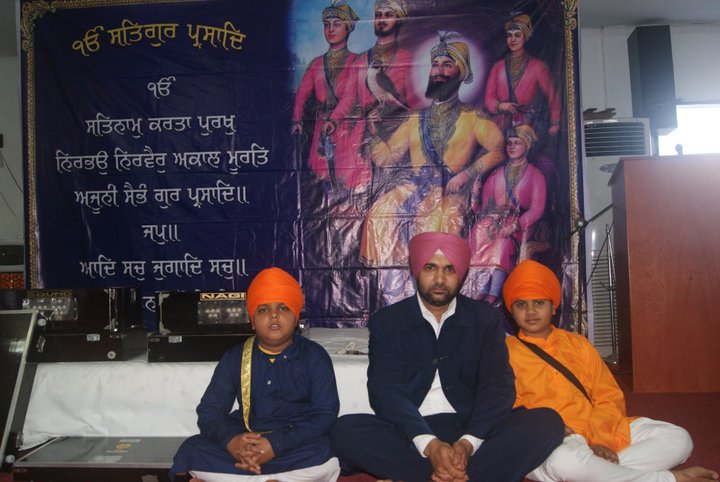 ੴ ਸਤਿਗੁਰ ਪ੍ਰਸਾਦਿ
ੴ
ਸਤਿਨਾਮੁ ਕਰਤਾ ਪੁਰਖੁ
ਨਿਰਭਉ ਨਿਰਵੈਰੁ ਅਕਾਲ ਮੂਰਤਿ
ਅਜੂਨੀ ਸੈਭੰ ਗੁਰ ਪ੍ਰਸਾਦਿ॥
ਜਪੁ॥
ਆਦਿ ਸਚੁ ਜੁਗਾਦਿ ਸਚੁ॥
NAGI